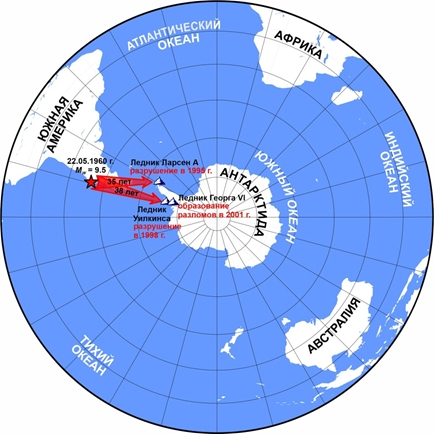 АТЛАНТИЧЕСКИЙ
ОКЕАН
АФРИКА
ЮЖНАЯ
АМЕРИКА
ИНДИЙСКИЙ
ОКЕАН
22.05.1960 г.
Mw = 9.5
35 лет
38 лет
Ледник Ларсен А
разрушение в 1995 г.
АНТАРКТИДА
ЮЖНЫЙ ОКЕАН
Ледник Георга VI
образование
разломов в 2001 г.
Ледник
Уилкинса
разрушение
в 1998 г.
ТИХИЙ
ОКЕАН
АВСТРАЛИЯ